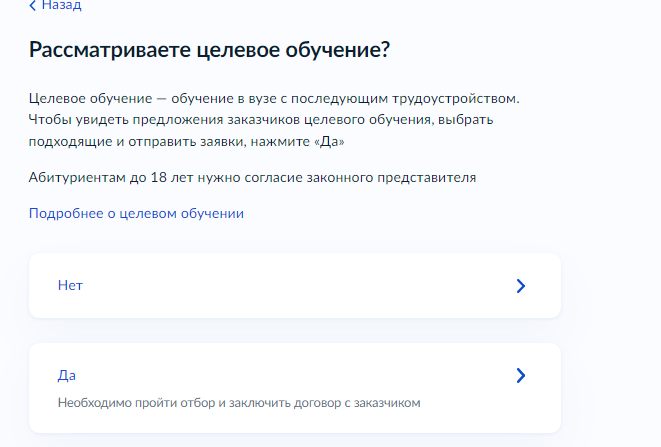 Назад
Рассматриваете целевое обучение?
Целевое обучение — обучение в вузе с последующим трудоустройством.
Чтобы увидеть предложения заказчиков целевого обучения, выбрать
подходящие и отправить заявки, нажмите «Да»
Абитуриентам до 18 лет нужно согласие законного представителя
Подробнее о целевом обучении
Нет
Да
Необходимо пройти отбор и заключить договор с заказчиком